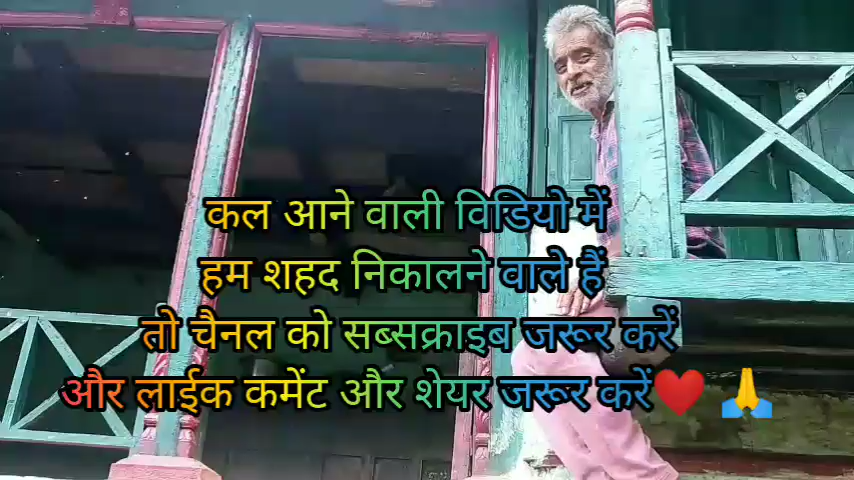 कल आने वाली विडियो में
हम शहद निकालने वाले हैं
तो चैनल को सब्सक्राइब जरूर करें
और लाईक कमेंट और शेयर जरूर करें❤️ 🙏